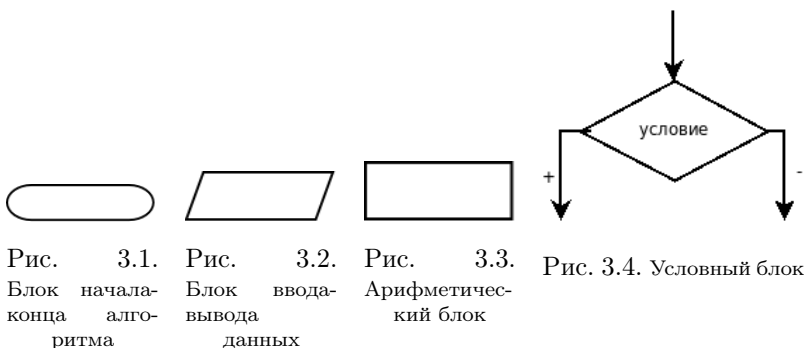 условие
+
-
Рис. 3.1.
Блок начала-
конца алго-
ритма
Рис. 3.2.
Блок ввода-
вывода
данных
Рис. 3.3.
Арифметичес-
кий блок
Рис. 3.4. Условный блок